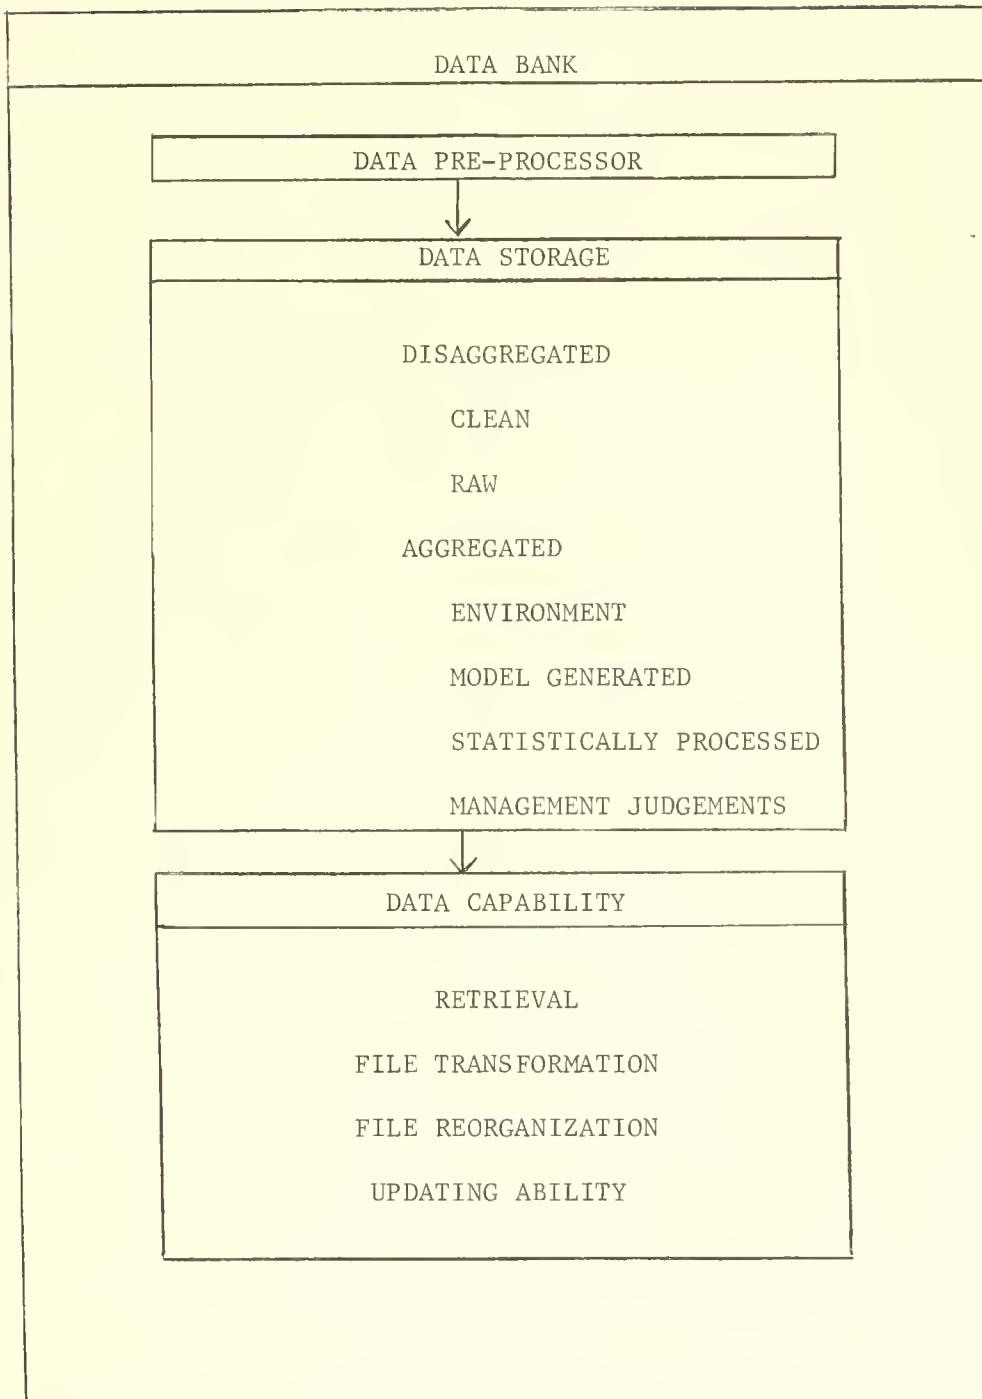 DATA BANK
DATA PRE-PROCESSOR
DATA STORAGE
DISAGGREGATED
CLEAN
RAW
AGGREGATED
ENVIRONMENT
MODEL GENERATED
STATISTICALLY PROCESSED
MANAGEMENT JUDGEMENTS
DATA CAPABILITY
RETRIEVAL
FILE TRANSFORMATION
FILE REORGANIZATION
UPDATING ABILITY